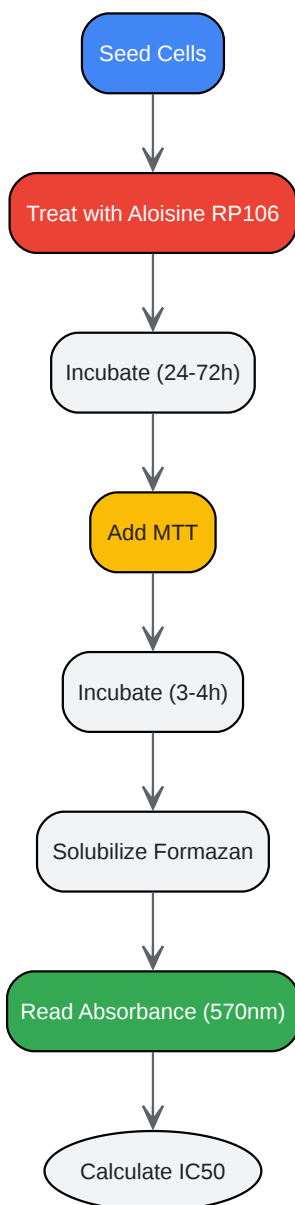 Seed Cells
Treat with Aloisine RP106
Incubate (24-72h)
Add MTT
Incubate (3-4h)
Solubilize Formazan
Read Absorbance (570nm)
Calculate IC50